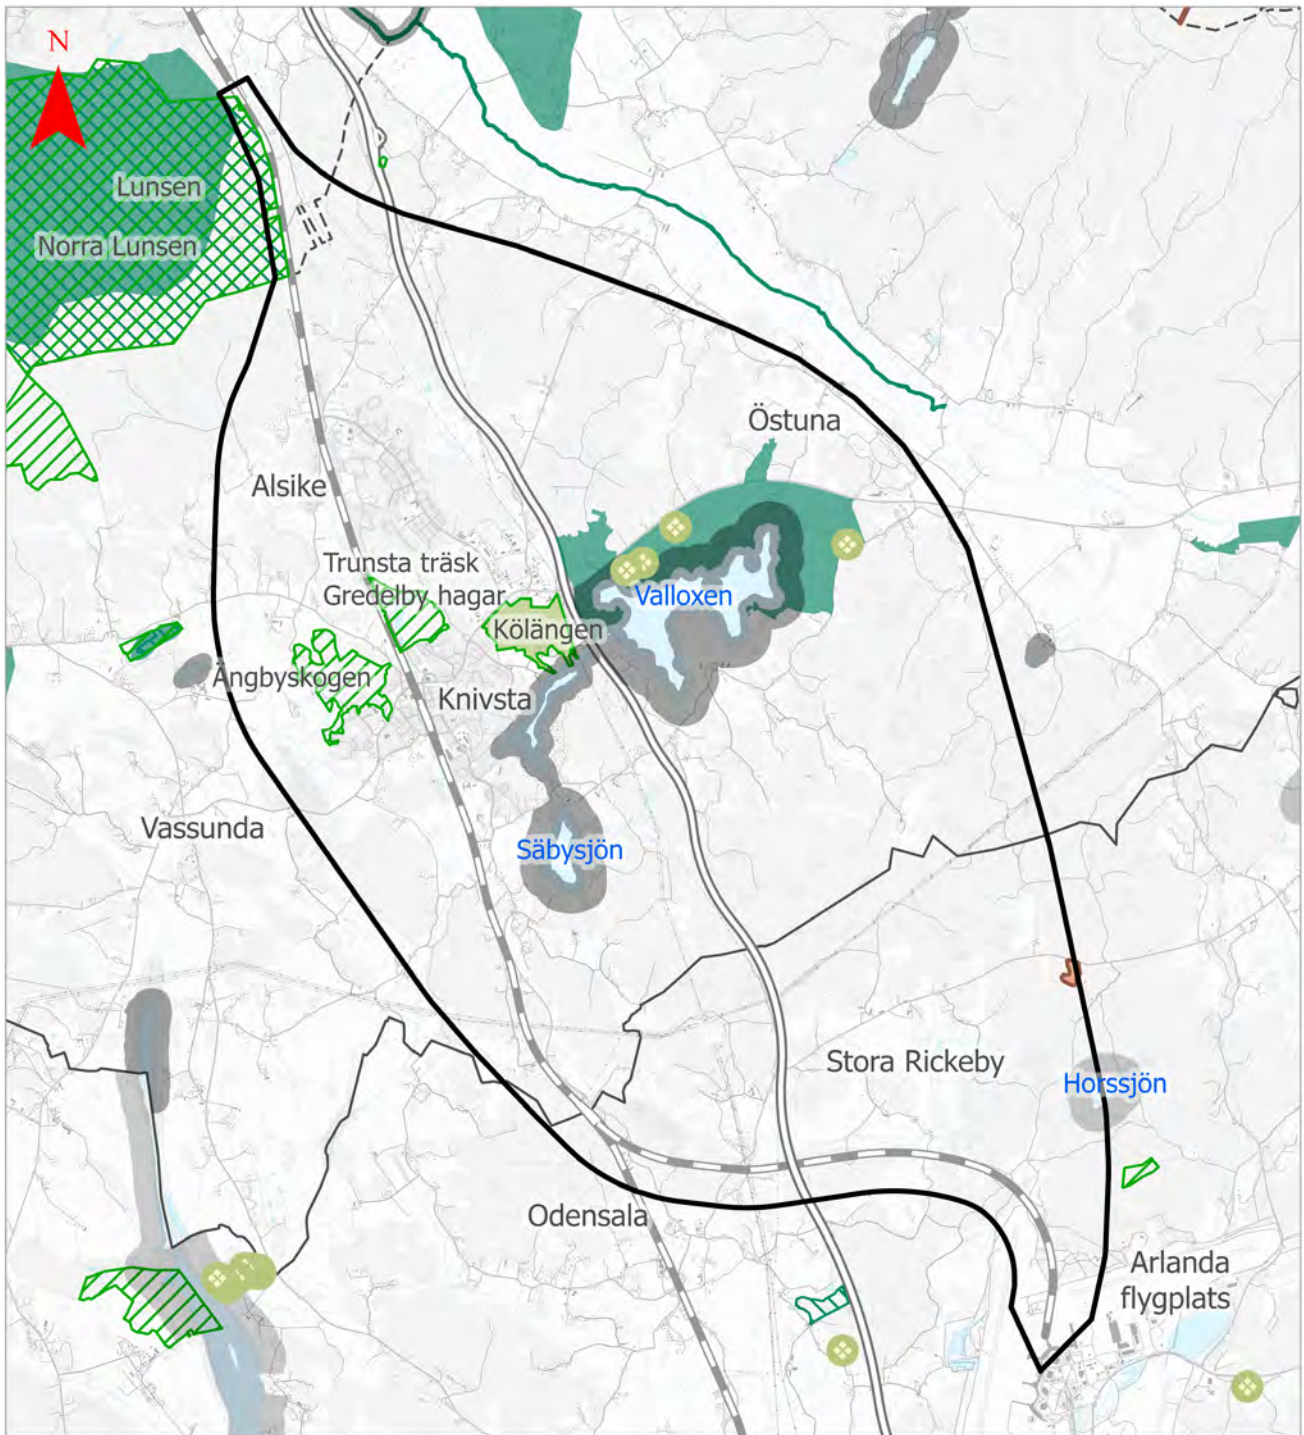 N
Lunsen
Norra Lunsen
Östuna
Alsike
Trunsta träsk
Gredelby hagar
Valloxen
Kölängen
Ängbyskogen
Knivsta
Vassunda
Säbysjön
Stora Rickeby
Horssjön
Odensala
Arlanda
flygplats